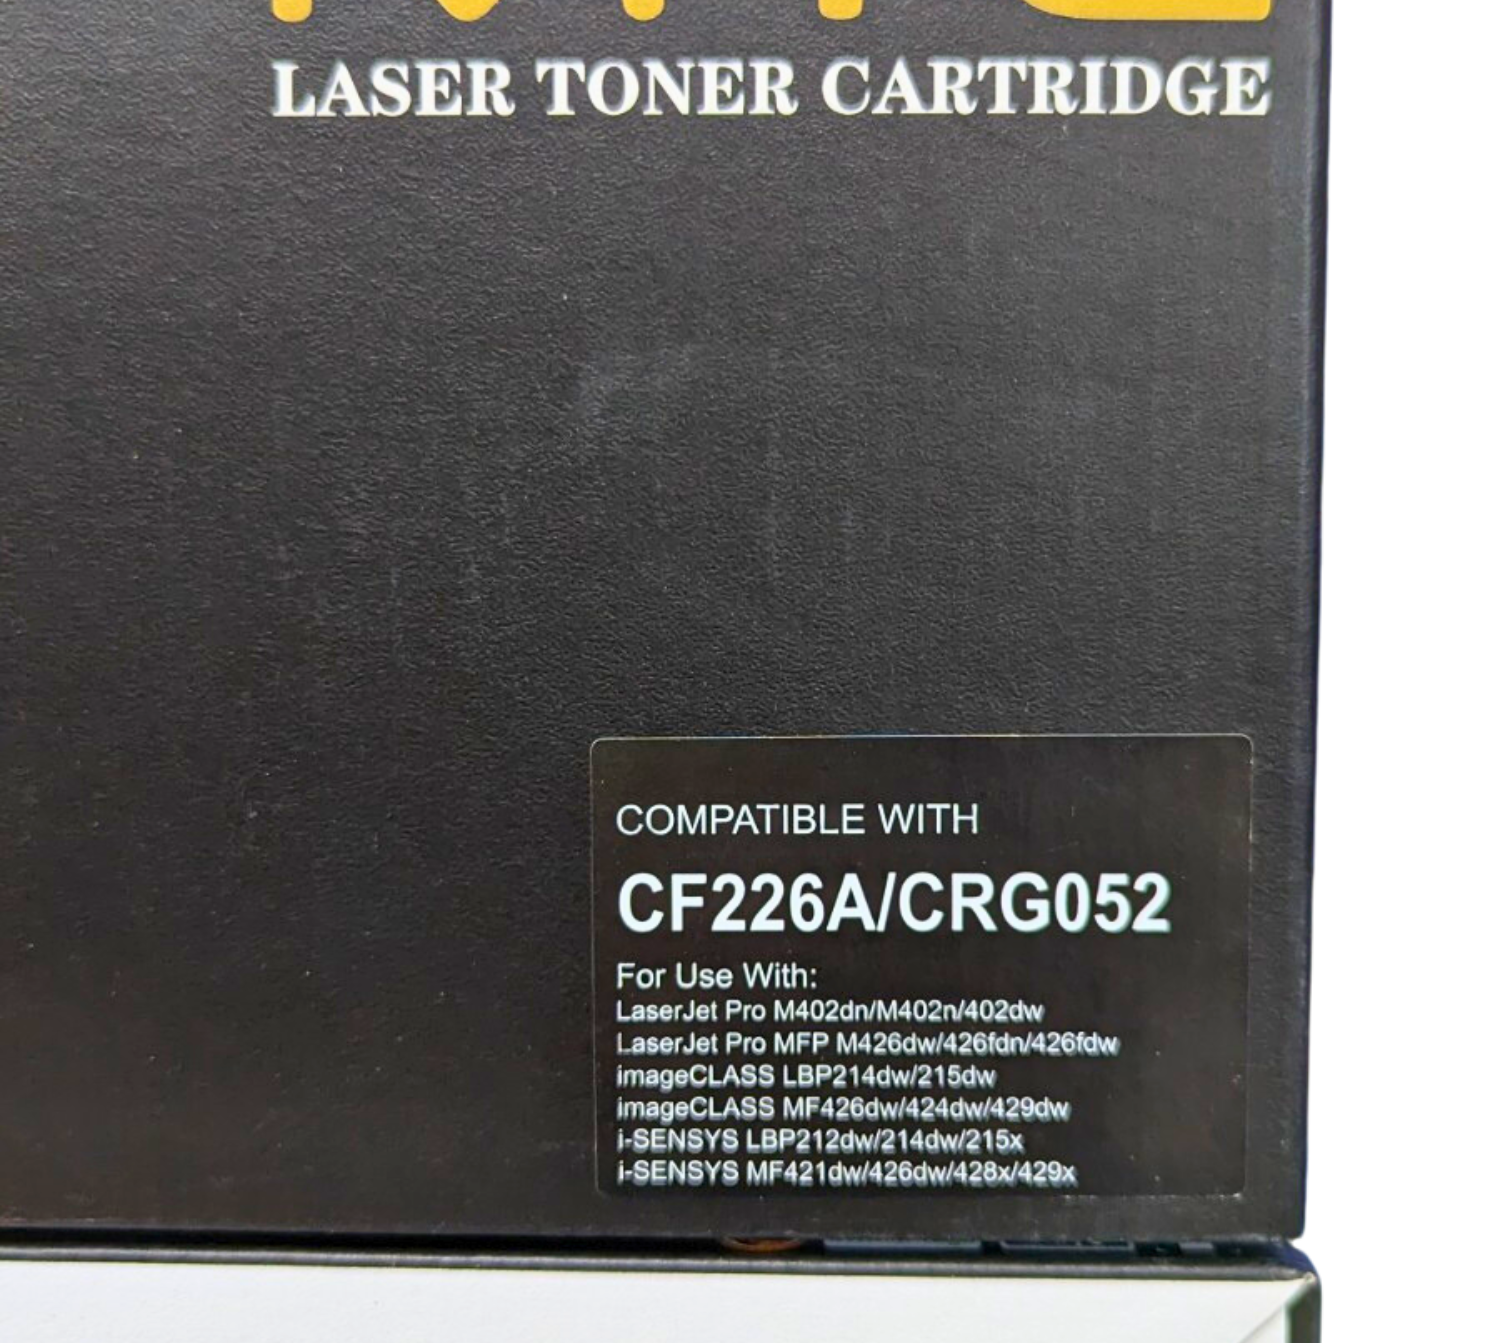 LASER TONER CARTRIDGE
COMPATIBLE WITH
CF226A/CRG052
For Use With:
LaserJet Pro M402dn/M402n/402dw
LaserJet Pro MFP M426dw/426fdn/426fdw
imageCLASS LBP214dw/215dw
imageCLASS MF426dw/424dw/429dw
i-SENSYS LBP212dw/214dw/215x
i-SENSYS MF421dw/426dw/428x/429x